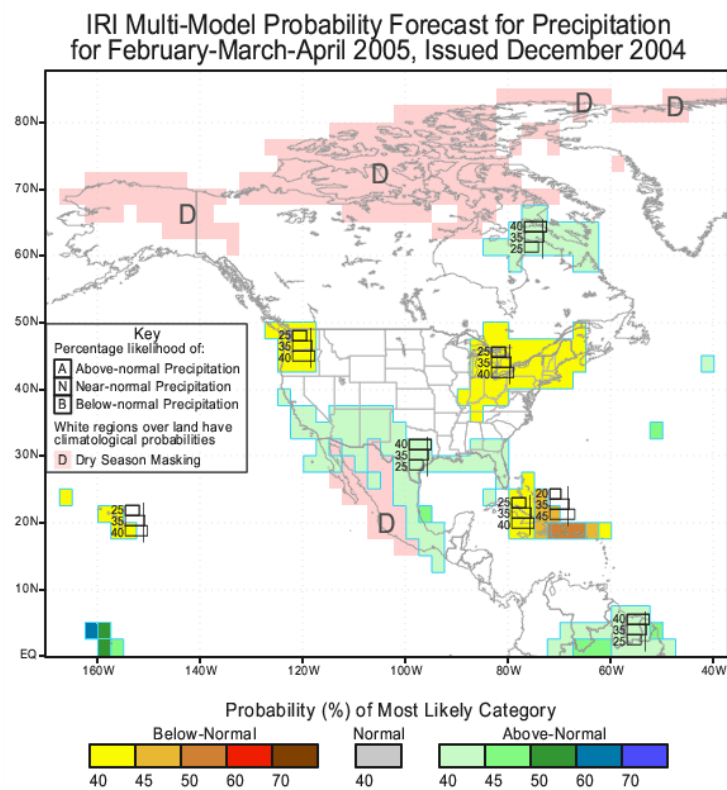 IRI Multi-Model Probability Forecast for Precipitation
for February-March-April 2005, Issued December 2004
D
D
80N
D
70N
D
40
35
25
60N
50N
25
35
40
25
35
40
Key
Percentage likelihood of:
A Above-normal Precipitation
N Near-normal Precipitation
B Below-normal Precipitation
White regions over land have
climatological probabilities
D Dry Season Masking
40N
40
35
25
30N
25
35
40
20
35
45
25
35
40
20N
D
10N
40
35
25
EQ
160W 140W 120W 100W 80W 60W 40W
Probability (%) of Most Likely Category
Below-Normal Normal Above-Normal
40 45 50 60 70 40 40 45 50 60 70